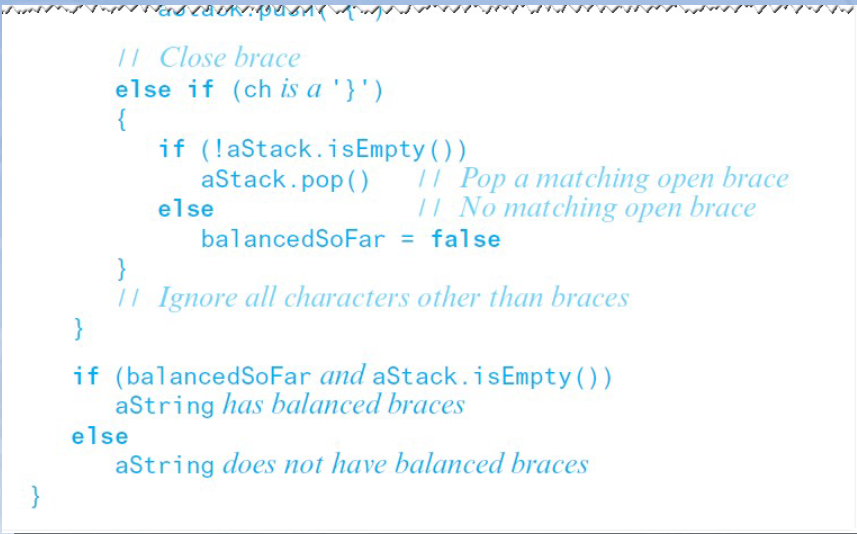 aStack.push('{')
// Close brace
else if (ch is a '}')
{
if (!aStack.isEmpty())
aStack.pop() // Pop a matching open brace
else // No matching open brace
balancedSoFar = false
}
// Ignore all characters other than braces
}
if (balancedSoFar and aStack.isEmpty())
aString has balanced braces
else
aString does not have balanced braces
}